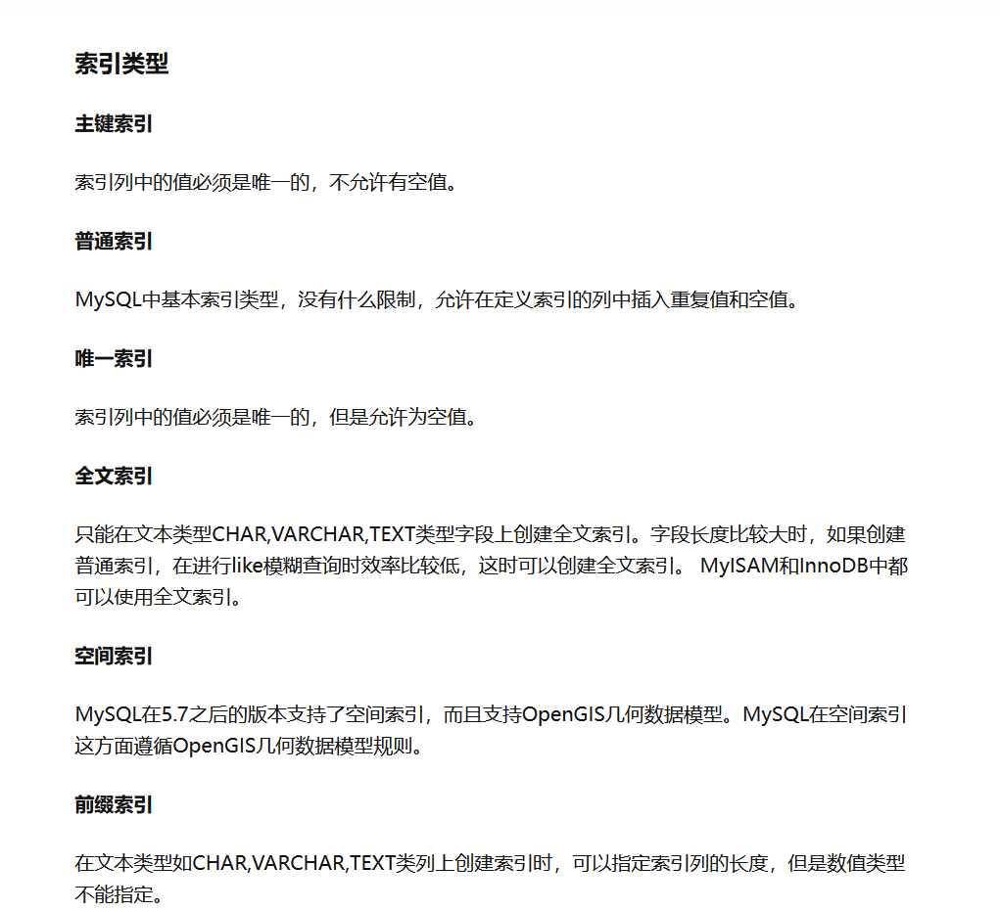 索引类型
主键索引
索引列中的值必须是唯一的，不允许有空值。
普通索引
MySQL中基本索引类型，没有什么限制，允许在定义索引的列中插入重复值和空值。
唯一索引
索引列中的值必须是唯一的，但是允许为空值。
全文索引
只能在文本类型CHAR,VARCHAR,TEXT类型字段上创建全文索引。字段长度比较大时，如果创建
普通索引，在进行like模糊查询时效率比较低，这时可以创建全文索引。 MyISAM和InnoDB中都
可以使用全文索引。
空间索引
MySQL在5.7之后的版本支持了空间索引，而且支持OpenGIS几何数据模型。MySQL在空间索引
这方面遵循OpenGIS几何数据模型规则。
前缀索引
在文本类型如CHAR,VARCHAR,TEXT类列上创建索引时，可以指定索引列的长度，但是数值类型
不能指定。